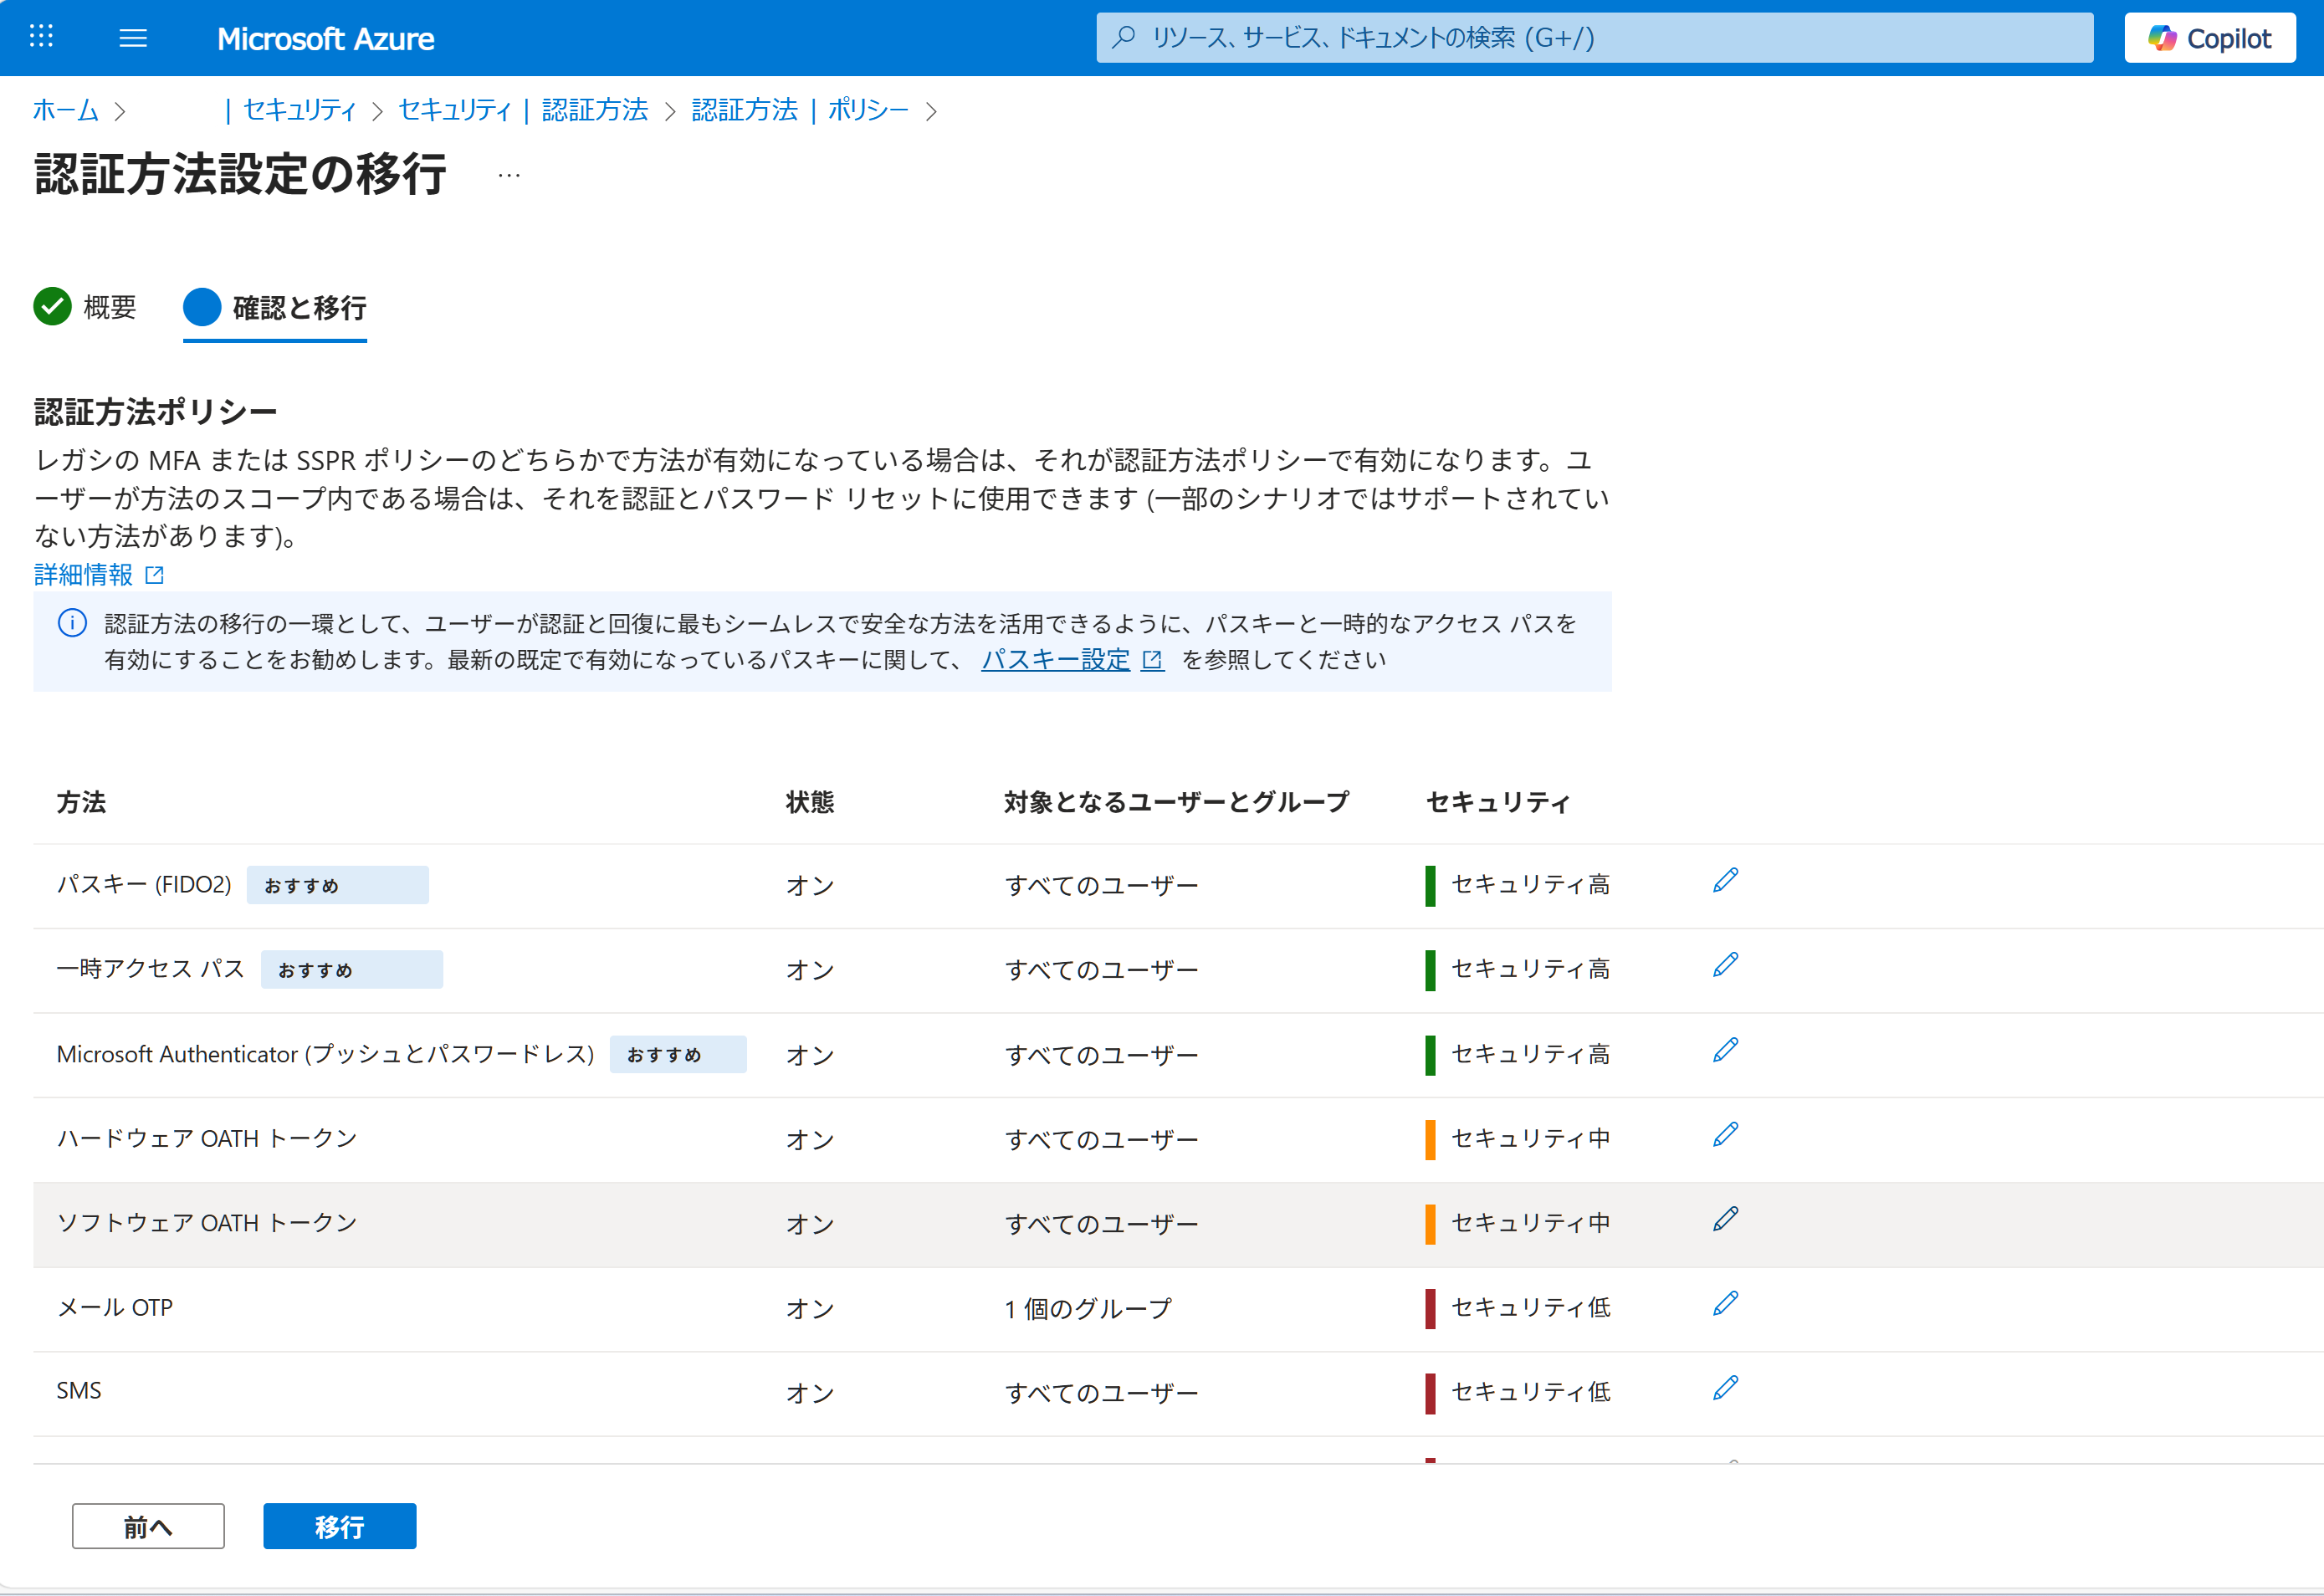 Microsoft Azure
リソース、サービス、ドキュメントの検索 (G+/)
Copilot
ホーム > | セキュリティ > セキュリティ | 認証方法 > 認証方法 | ポリシー >
認証方法設定の移行 …
概要
確認と移行
認証方法ポリシー
レガシの MFA または SSPR ポリシーのどちらかで方法が有効になっている場合は、それが認証方法ポリシーで有効になります。ユ
ーザーが方法のスコープ内である場合は、それを認証とパスワード リセットに使用できます (一部のシナリオではサポートされてい
ない方法があります)。
詳細情報
認証方法の移行の一環として、ユーザーが認証と回復に最もシームレスで安全な方法を活用できるように、パスキーと一時的なアクセス パスを
有効にすることをお勧めします。最新の既定で有効になっているパスキーに関して、 パスキー設定 を参照してください
方法 状態 対象となるユーザーとグループ セキュリティ
パスキー (FIDO2) おすすめ オン すべてのユーザー セキュリティ高
一時アクセス パス おすすめ オン すべてのユーザー セキュリティ高
Microsoft Authenticator (プッシュとパスワードレス) おすすめ オン すべてのユーザー セキュリティ高
ハードウェア OATH トークン オン すべてのユーザー セキュリティ中
ソフトウェア OATH トークン オン すべてのユーザー セキュリティ中
メール OTP オン 1 個のグループ セキュリティ低
SMS オン すべてのユーザー セキュリティ低
前へ
移行